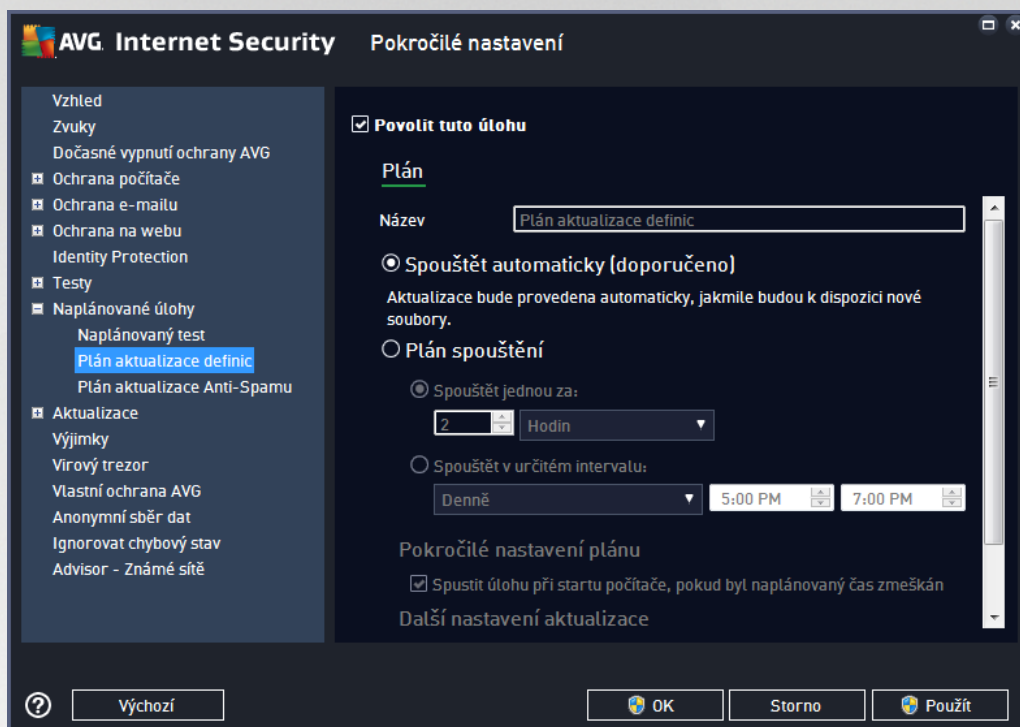 AVG. Internet Security Pokročilé nastavení
Vzhled
Zvuky
Dočasné vypnutí ochrany AVG
Ochrana počítače
Ochrana e-mailu
Ochrana na webu
Identity Protection
Testy
Naplánované úlohy
Naplánovaný test
Plán aktualizace definic
Plán aktualizace Anti-Spamu
Aktualizace
Výjimky
Virový trezor
Vlastní ochrana AVG
Anonymní sběr dat
Ignorovat chybový stav
Advisor - Známé sítě
Povolit tuto úlohu
Plán
Název Plán aktualizace definic
Spouštět automaticky (doporučeno)
Aktualizace bude provedena automaticky, jakmile budou k dispozici nové
soubory.
Plán spouštění
Spouštět jednou za:
2 Hodin
Spouštět v určitém intervalu:
Denně 5:00 PM 7:00 PM
Pokročilé nastavení plánu
Spustit úlohu při startu počítače, pokud byl naplánovaný čas zmeškán
Další nastavení aktualizace
? Výchozí OK Storno Použít